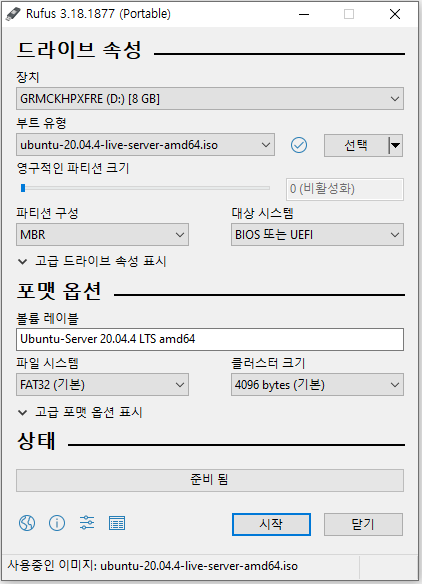 Rufus 3.18.1877 (Portable)
드라이브 속성
장치
GRMCKHPXFRE (D:) [8 GB]
부트 유형
ubuntu-20.04.4-live-server-amd64.iso
선택
영구적인 파티션 크기
0 (비활성화)
파티션 구성
대상 시스템
MBR
BIOS 또는 UEFI
고급 드라이브 속성 표시
포맷 옵션
볼륨 레이블
Ubuntu-Server 20.04.4 LTS amd64
파일 시스템
클러스터 크기
FAT32 (기본)
4096 bytes (기본)
고급 포맷 옵션 표시
상태
준비 됨
시작
닫기
사용중인 이미지: ubuntu-20.04.4-live-server-amd64.iso